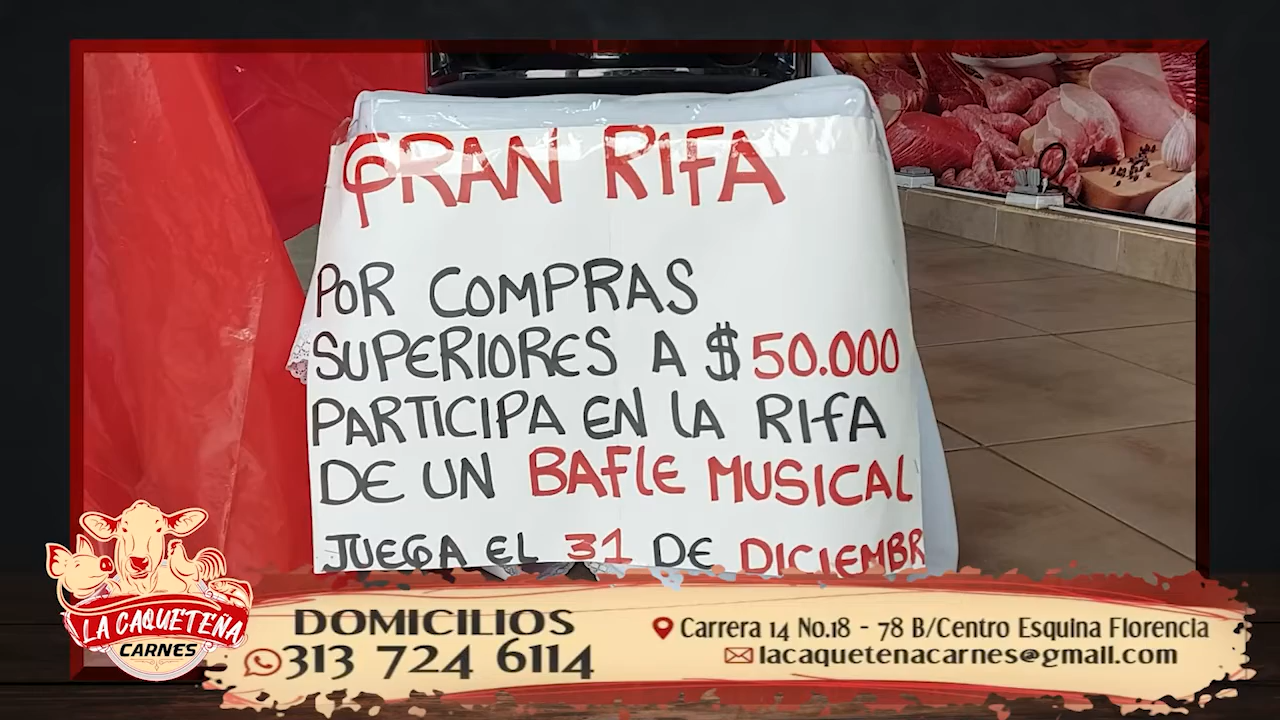 GRAN RIFA
POR COMPRAS
SUPERIORES A $50.000
PARTICIPA EN LA RIFA
DE UN BAFLE MUSICAL
JUEGA EL 31 DE DICIEMBR
LA CAQUETEÑA
CARNES
DOMICILIOS
313 724 6114
Carrera 14 No.18 - 78 B/Centro Esquina Florencia
lacaquetenacarnes@gmail.com